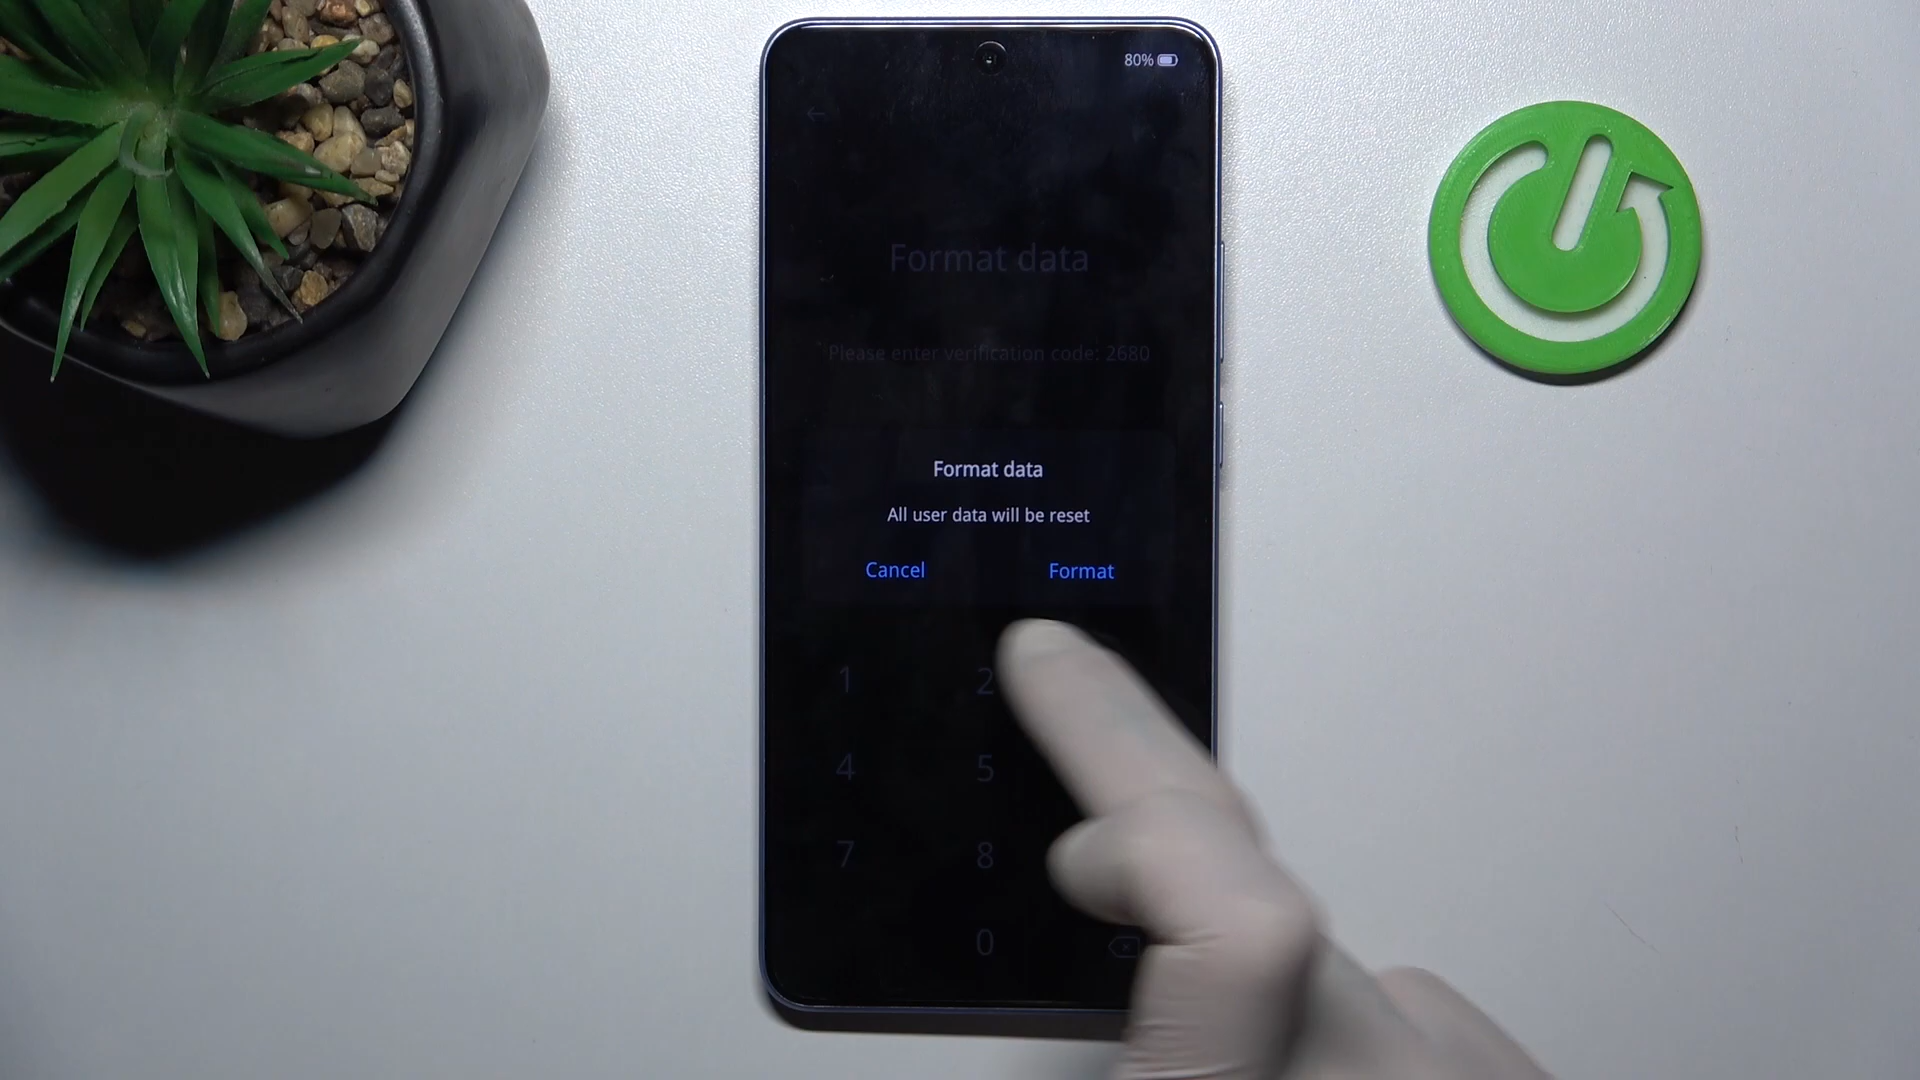 80%
Format data
Please enter verification code: 2680
Format data
All user data will be reset
Cancel Format
1 2
4 5
7 8
0